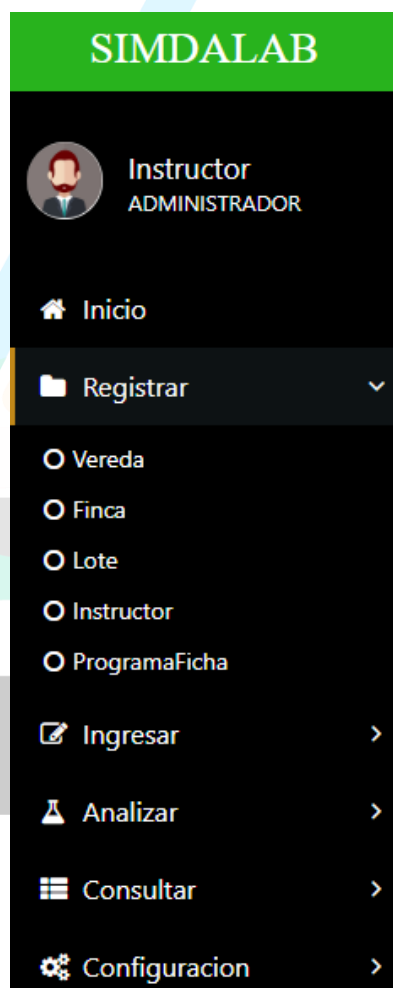 SIMDALAB
Instructor
ADMINISTRADOR
Inicio
Registrar
Vereda
Finca
Lote
Instructor
ProgramaFicha
Ingresar
Analizar
Consultar
Configuracion